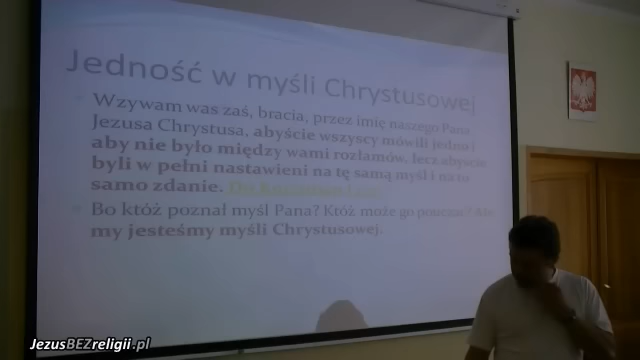 Jedność w myśli Chrystusowej
Wzywam was zaś, bracia, przez imię naszego Pana
Jezusa Chrystusa, abyście wszyscy mówili jedno i
aby nie było między wami rozłamów, lecz abyście
byli w pełni nastawieni na tę samą myśl i na to
samo zdanie.
Bo któż poznał myśl Pana? Któż może go pouczać? Ale
my jesteśmy myśli Chrystusowej.
JezusBEZreligii.pl